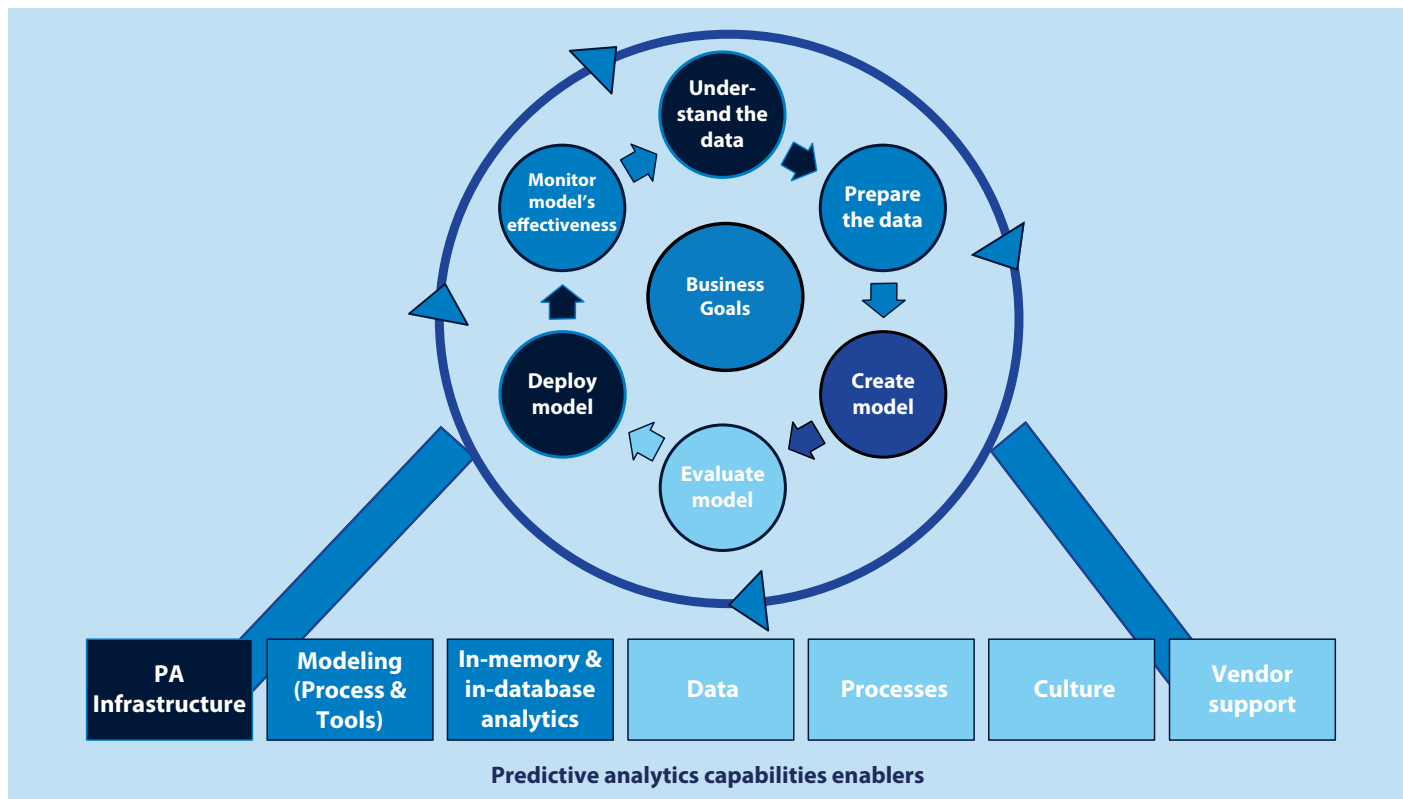 Under-
stand the
data
Prepare
the data
Create
model
Evaluate
model
Deploy
model
Monitor
model’s
effectiveness
Business
Goals
PA
Infrastructure
Modeling
(Process &
Tools)
In-memory &
in-database
analytics
Data
Processes
Culture
Vendor
support
Predictive analytics capabilities enablers